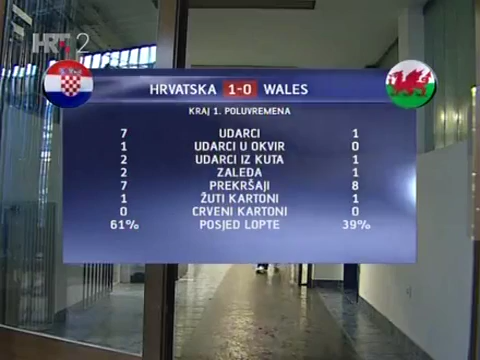 HRT 2
HRVATSKA 1-0 WALES
KRAJ 1. POLUVREMENA
7 UDARCI 1
1 UDARCI U OKVIR 0
2 UDARCI IZ KUTA 1
2 ZALEĐA 1
7 PREKRŠAJI 8
1 ŽUTI KARTONI 1
0 CRVENI KARTONI 0
61% POSJED LOPTE 39%